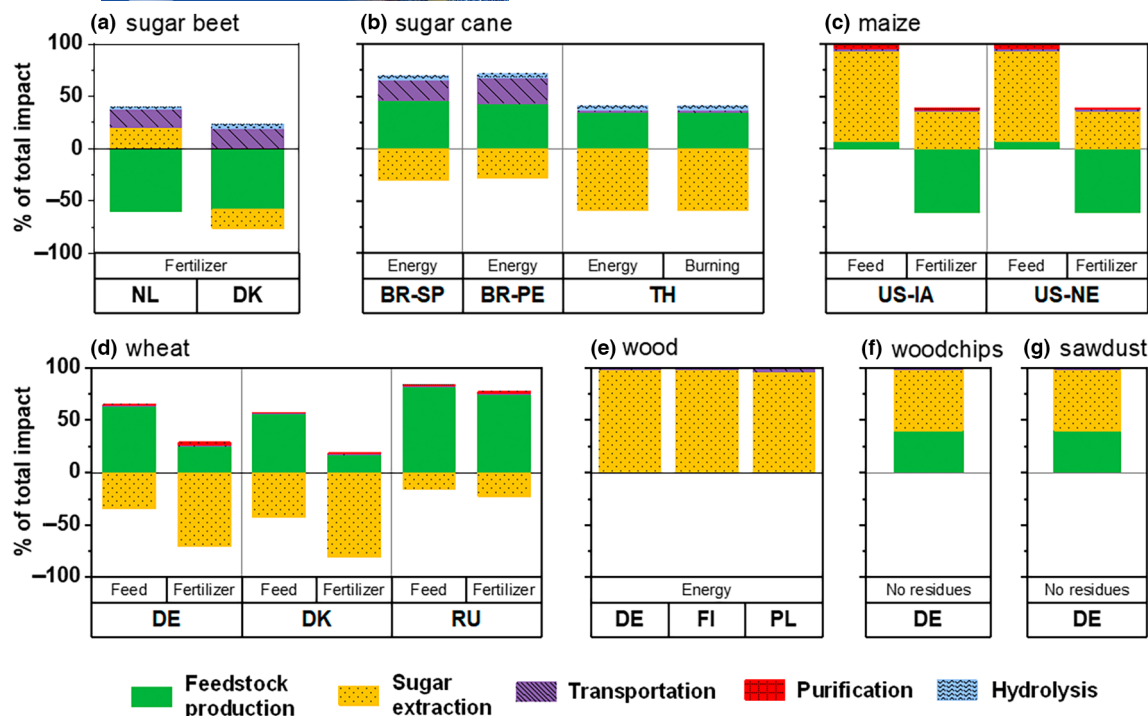 (a) sugar beet
(b) sugar cane
(c) maize
% of total impact
100
50
0
–50
–100
Fertilizer
NL DK
Energy Energy Energy Burning
BR-SP BR-PE TH
Feed Fertilizer Feed Fertilizer
US-IA US-NE
(d) wheat
(e) wood
(f) woodchips
(g) sawdust
% of total impact
100
50
0
–50
–100
Feed Fertilizer Feed Fertilizer Feed Fertilizer
DE DK RU
Energy
DE FI PL
No residues
DE
No residues
DE
Feedstock
production
Sugar
extraction
Transportation
Purification
Hydrolysis